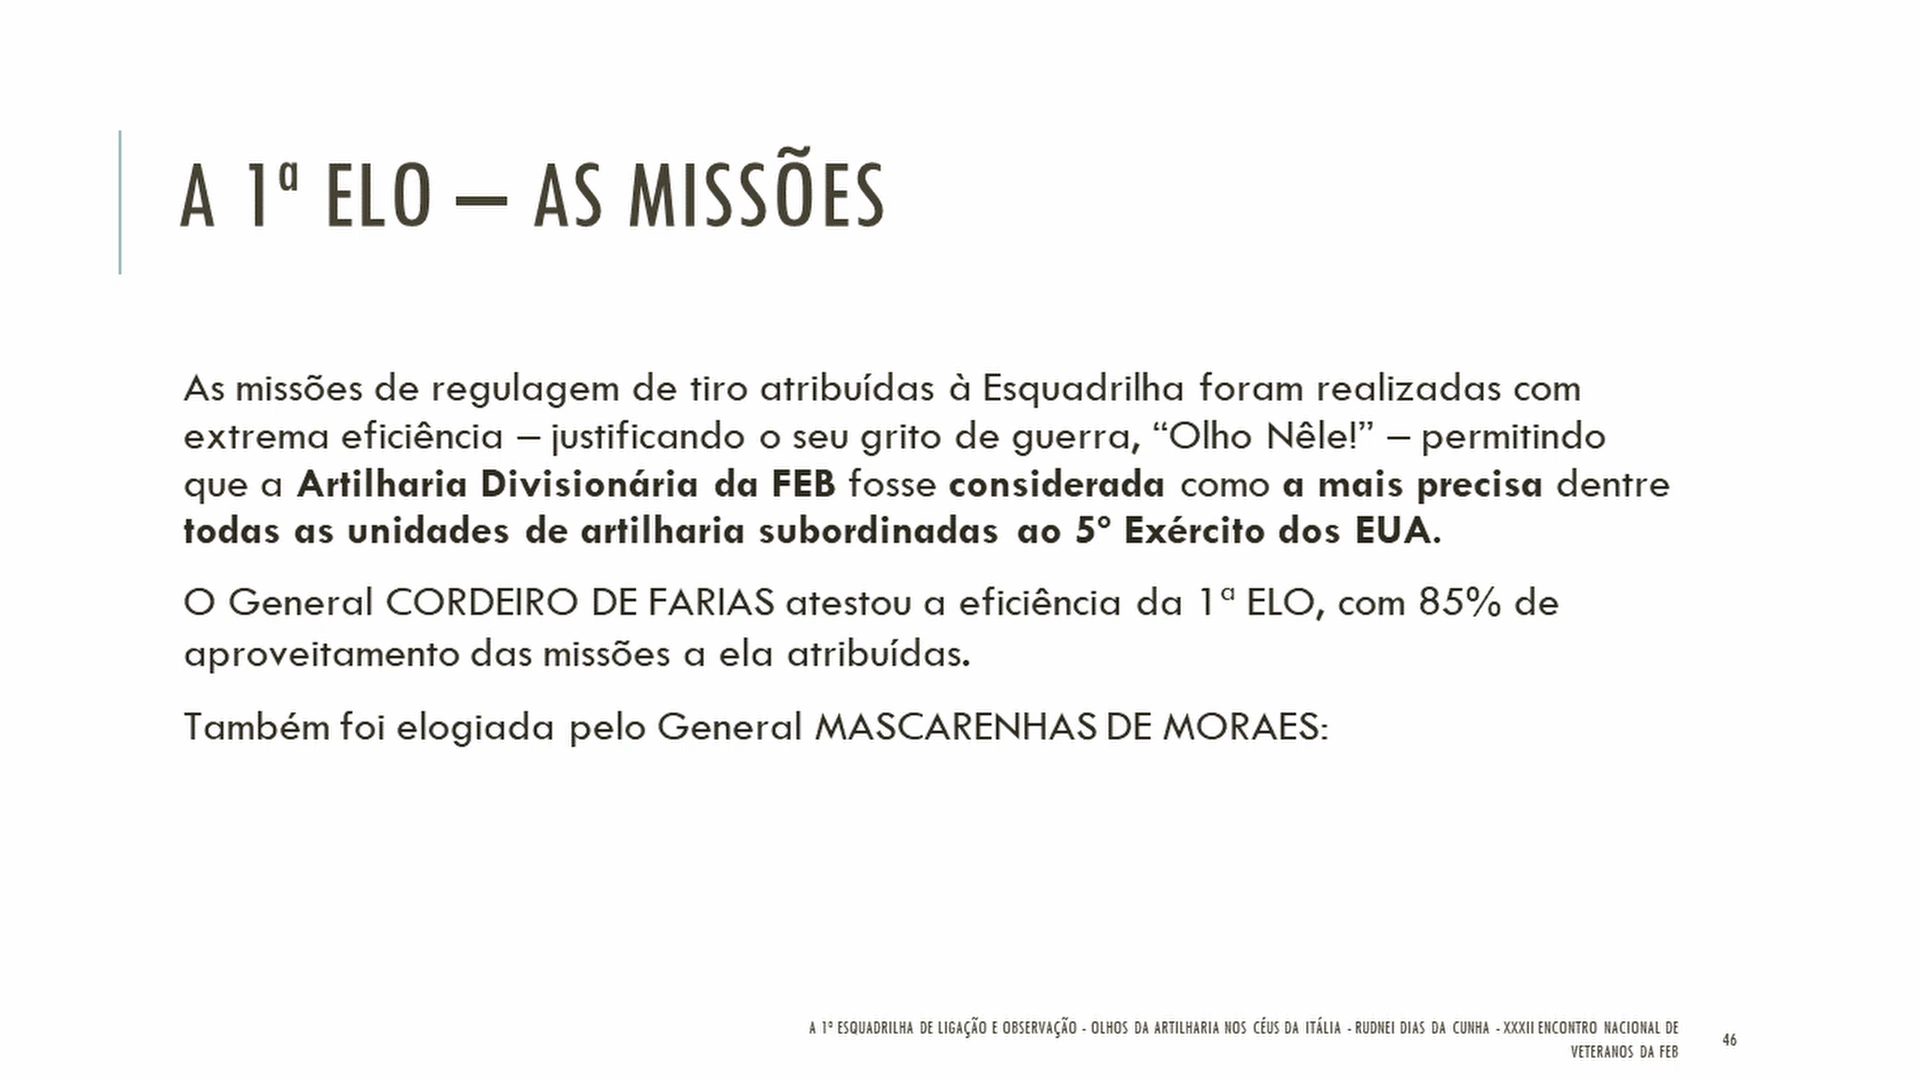 A 1ª ELO – AS MISSÕES
As missões de regulagem de tiro atribuídas à Esquadrilha foram realizadas com
extrema eficiência – justificando o seu grito de guerra, “Olho Nêle!” – permitindo
que a Artilharia Divisionária da FEB fosse considerada como a mais precisa dentre
todas as unidades de artilharia subordinadas ao 5º Exército dos EUA.
O General CORDEIRO DE FARIAS atestou a eficiência da 1ª ELO, com 85% de
aproveitamento das missões a ela atribuídas.
Também foi elogiada pelo General MASCARENHAS DE MORAES:
A 1ª ESQUADRILHA DE LIGAÇÃO E OBSERVAÇÃO - OLHOS DA ARTILHARIA NOS CÉUS DA ITÁLIA - RUDNEI DIAS DA CUNHA - XXXII ENCONTRO NACIONAL DE
VETERANOS DA FEB
46